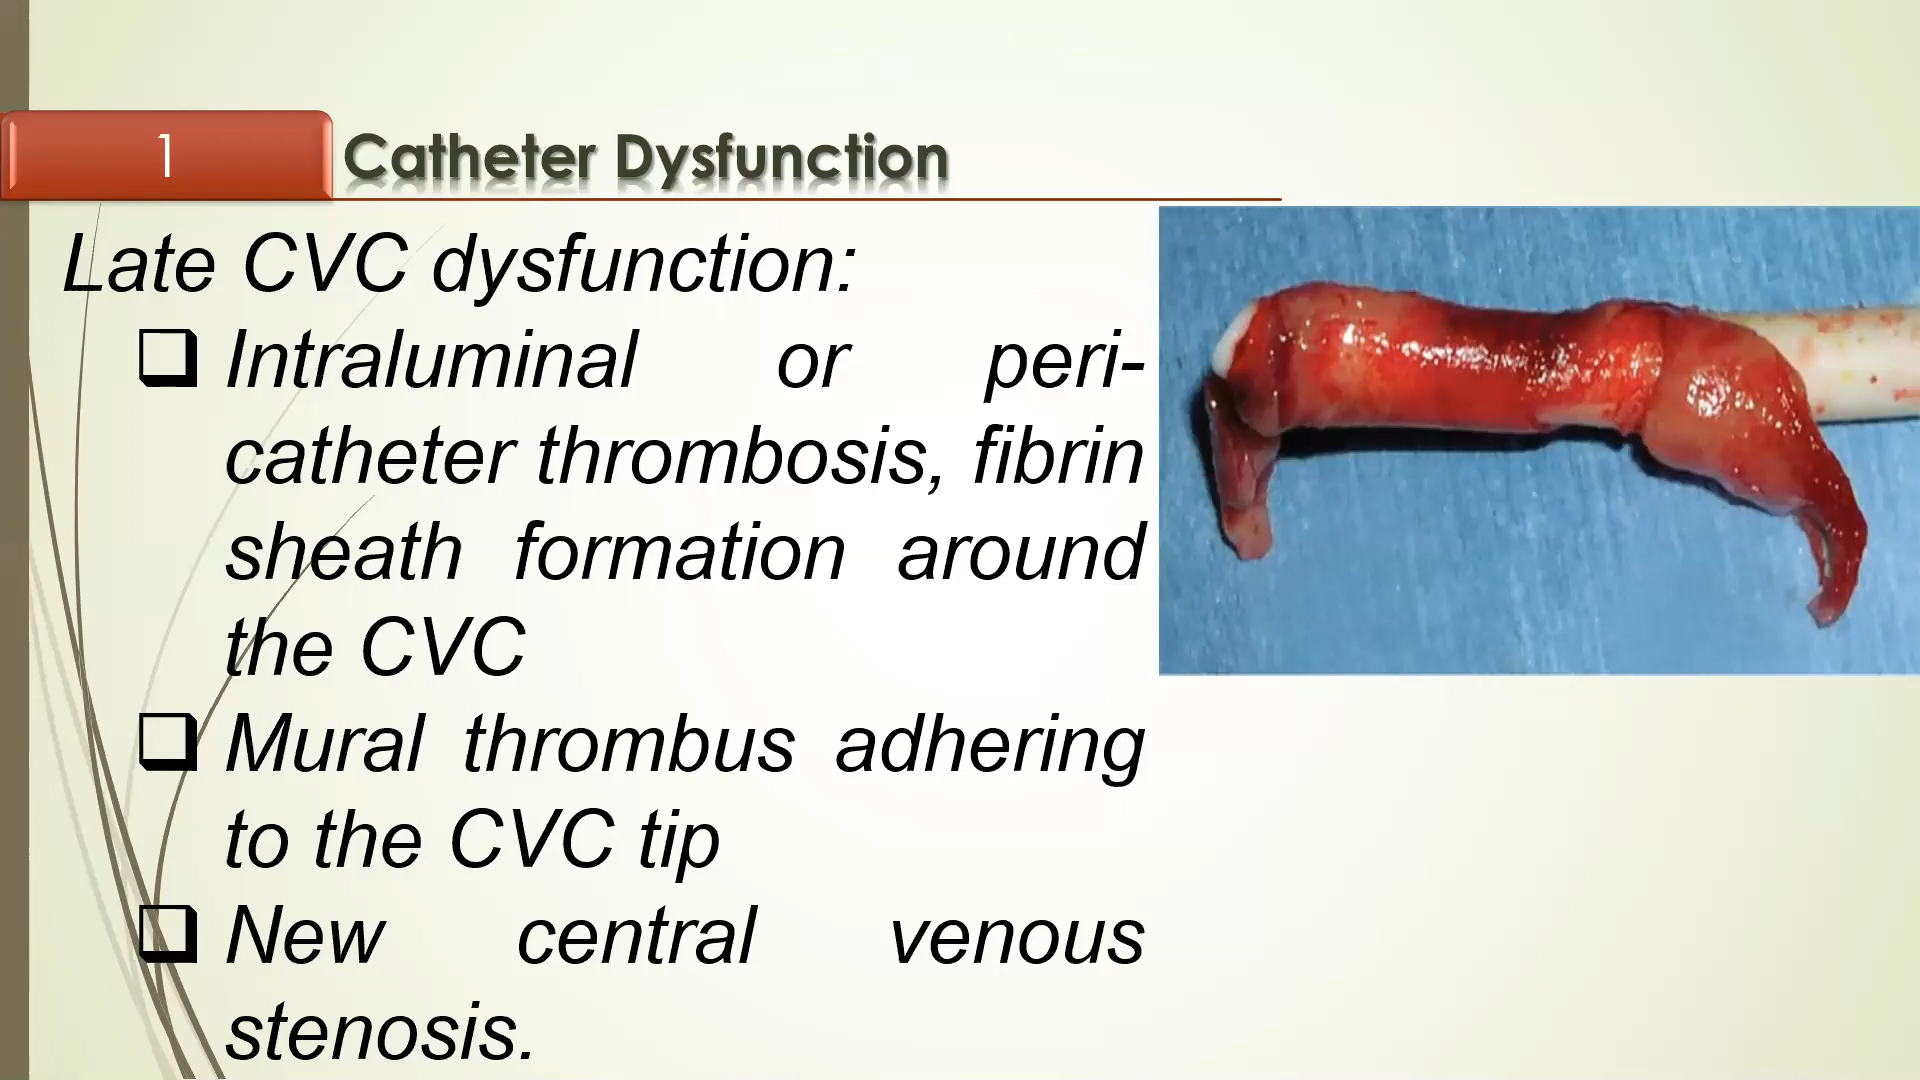 1
Catheter Dysfunction
Late CVC dysfunction:
Intraluminal or peri-
catheter thrombosis, fibrin
sheath formation around
the CVC
Mural thrombus adhering
to the CVC tip
New central venous
stenosis.